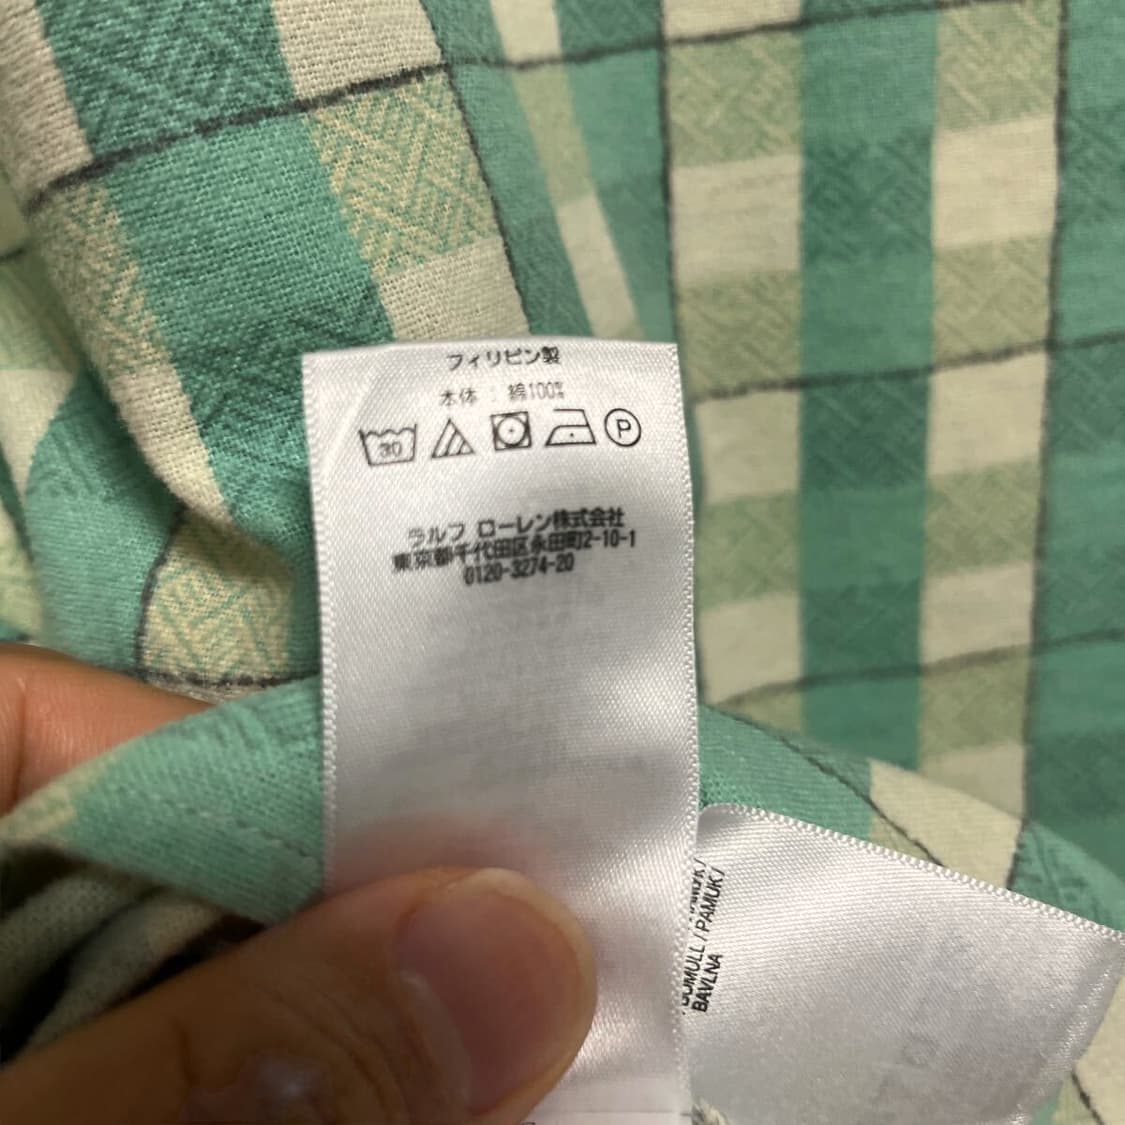 フィリピン製
本体 : 綿100%
30
P
ラルフ ローレン株式会社
東京都千代田区永田町2-10-1
0120-3274-20
/PAMUK/
BAVLNA